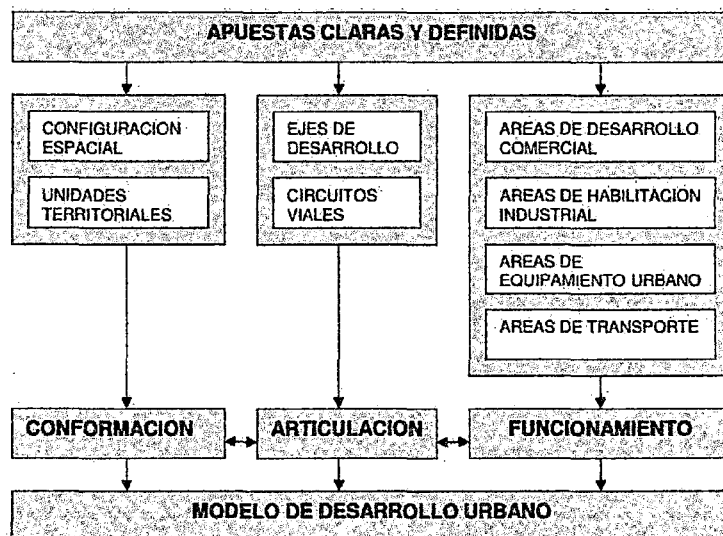 APUESTAS CLARAS Y DEFINIDAS
CONFIGURACION
ESPACIAL
UNIDADES
TERRITORIALES
EJES DE
DESARROLLO
CIRCUITOS
VIALES
AREAS DE DESARROLLO
COMERCIAL
AREAS DE HABILITACION
INDUSTRIAL
AREAS DE
EQUIPAMIENTO URBANO
AREAS DE TRANSPORTE
CONFORMACION
ARTICULACION
FUNCIONAMIENTO
MODELO DE DESARROLLO URBANO